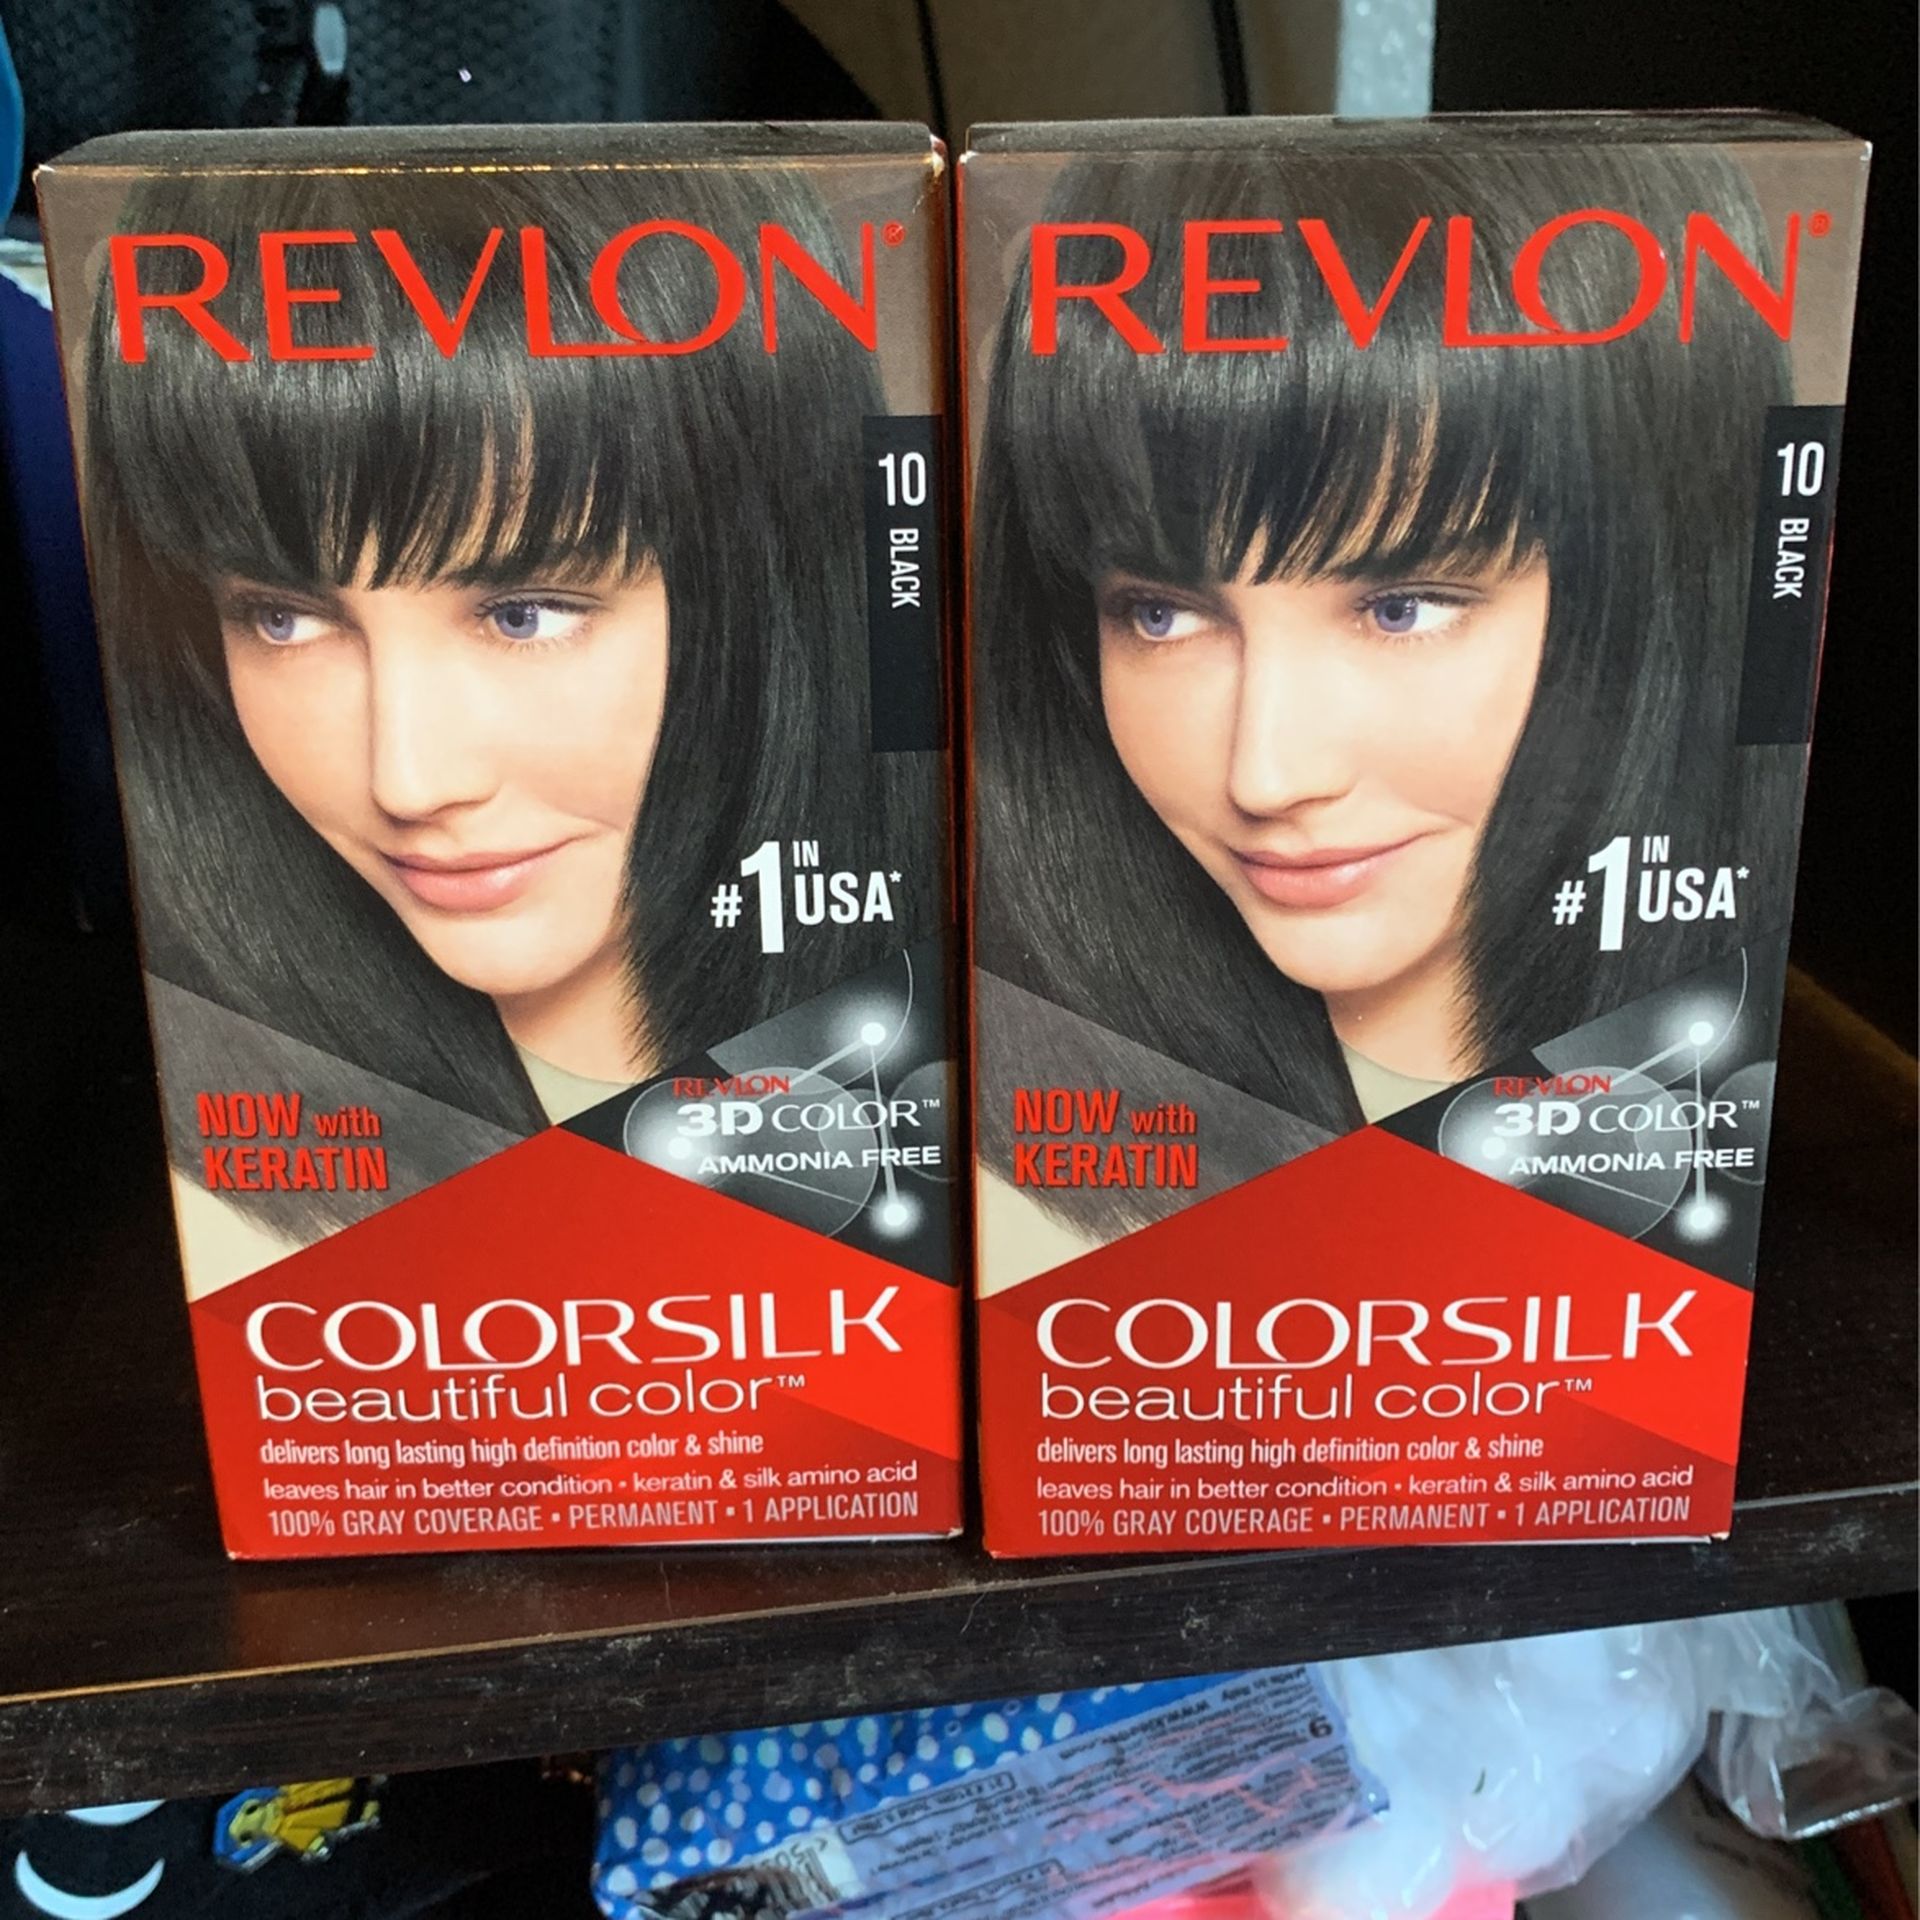 REVLON®
10 BLACK
#1 IN USA*
NOW with
KERATIN
REVLON
3D COLOR™
AMMONIA FREE
COLORSILK
beautiful color™
delivers long lasting high definition color & shine
leaves hair in better condition • keratin & silk amino acid
100% GRAY COVERAGE • PERMANENT • 1 APPLICATION
REVLON®
10 BLACK
#1 IN USA*
NOW with
KERATIN
REVLON
3D COLOR™
AMMONIA FREE
COLORSILK
beautiful color™
delivers long lasting high definition color & shine
leaves hair in better condition • keratin & silk amino acid
100% GRAY COVERAGE • PERMANENT • 1 APPLICATION